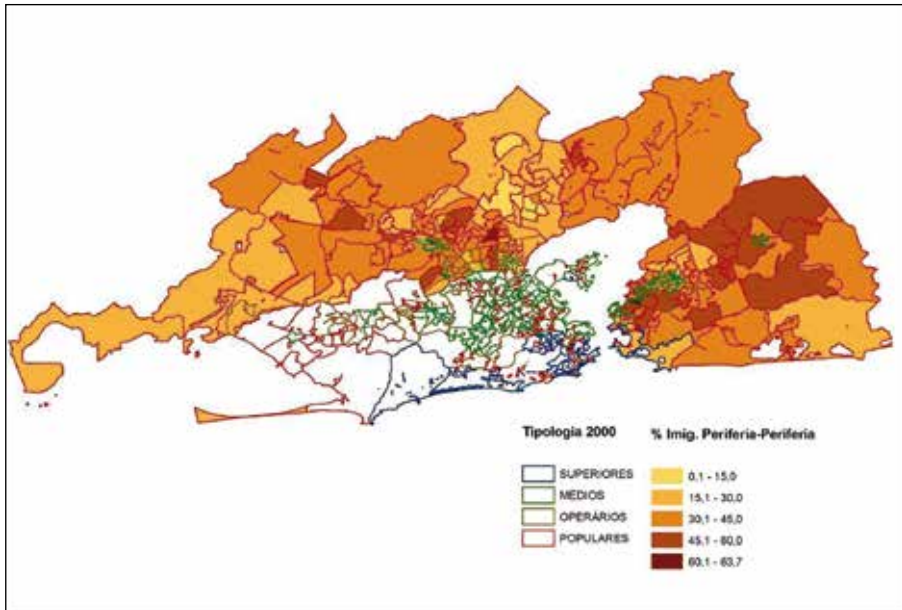 Tipologia 2000
SUPERIORES
MÉDIOS
OPERÁRIOS
POPULARES
% Imig. Periferia-Periferia
0,1 - 15,0
15,1 - 30,0
30,1 - 45,0
45,1 - 60,0
60,1 - 63,7